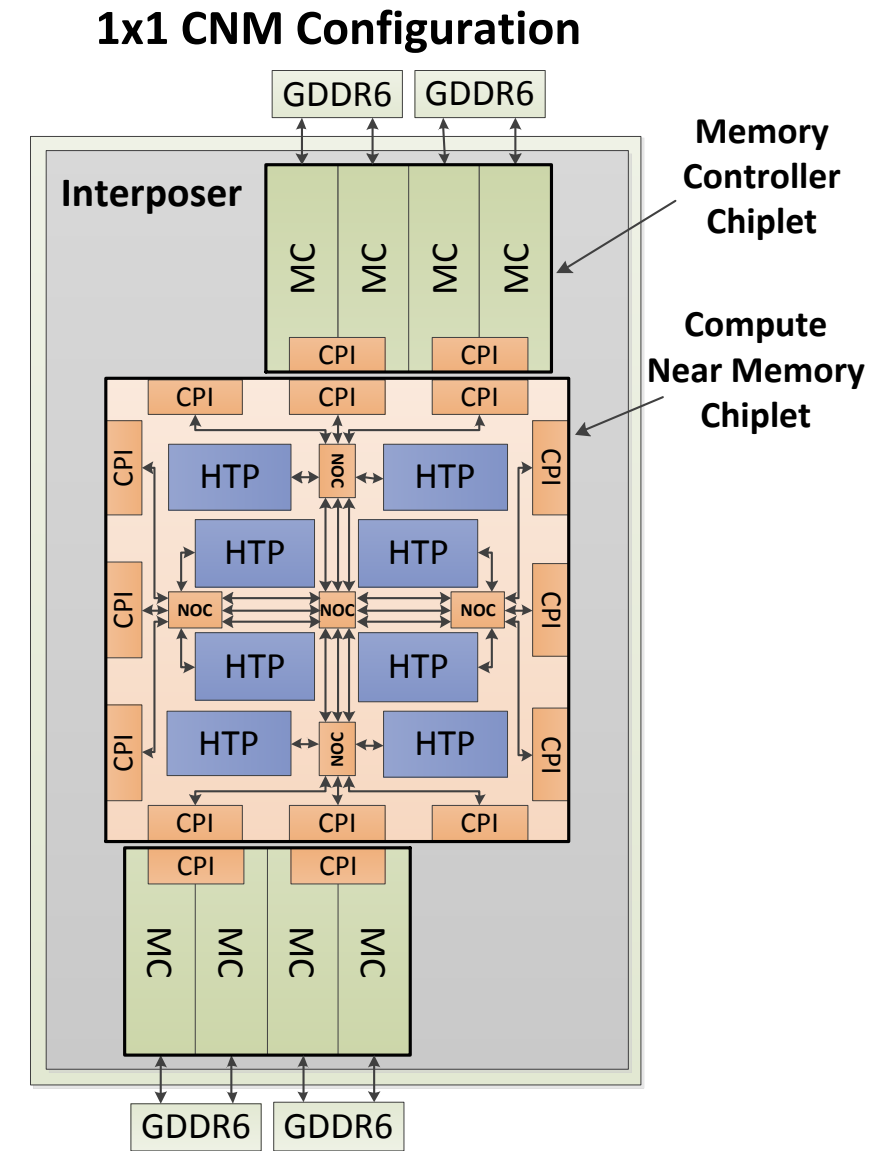 1x1 CNM Configuration
GDDR6 GDDR6
Memory
Controller
Chiplet
Interposer
MC MC MC MC
Compute
Near Memory
Chiplet
CPI CPI
CPI CPI CPI
CPI CPI
HTP NOC HTP
HTP HTP
CPI NOC NOC NOC CPI
HTP HTP
CPI HTP NOC HTP CPI
CPI CPI CPI
CPI CPI
MC MC MC MC
GDDR6 GDDR6